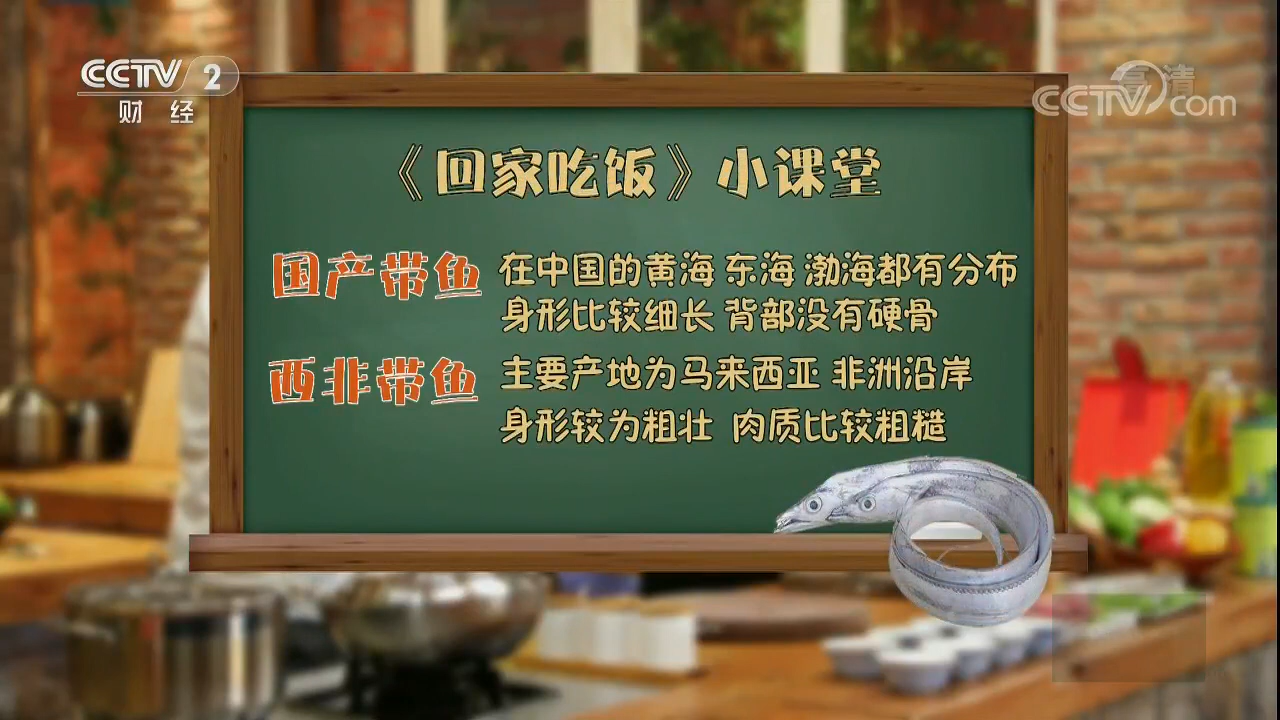 CCTV 2
财经
高清
CCTV.com
《回家吃饭》小课堂
国产带鱼 在中国的黄海 东海 渤海都有分布
身形比较细长 背部没有硬骨
西非带鱼 主要产地为马来西亚 非洲沿岸
身形较为粗壮 肉质比较粗糙